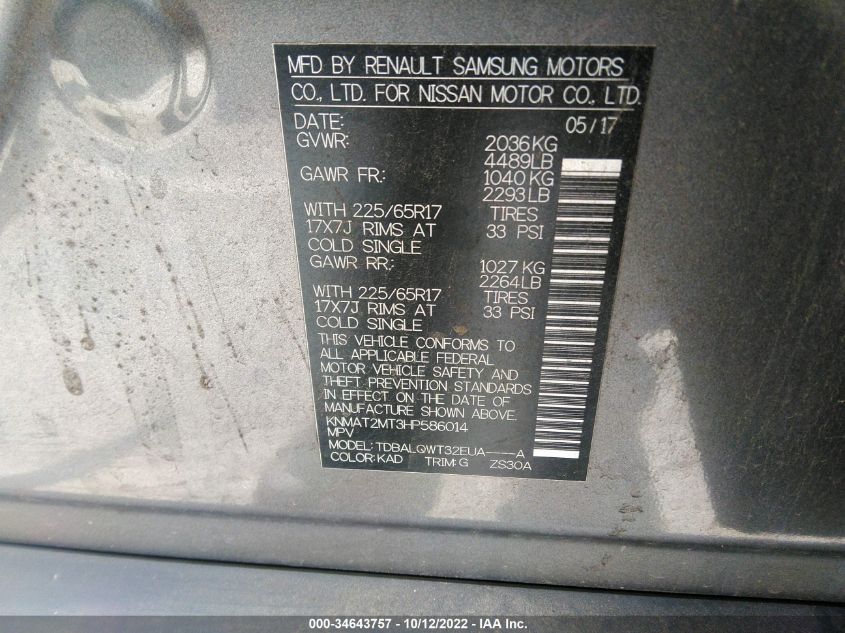 MFD BY RENAULT SAMSUNG MOTORS
CO., LTD. FOR NISSAN MOTOR CO., LTD.
DATE: 05/17
GVWR: 2036KG
4489LB
GAWR FR.: 1040KG
2293LB
WITH 225/65R17 TIRES
17X7J RIMS AT 33 PSI
COLD SINGLE
GAWR RR.: 1027KG
2264LB
WITH 225/65R17 TIRES
17X7J RIMS AT 33 PSI
COLD SINGLE
THIS VEHICLE CONFORMS TO
ALL APPLICABLE FEDERAL
MOTOR VEHICLE SAFETY AND
THEFT PREVENTION STANDARDS
IN EFFECT ON THE DATE OF
MANUFACTURE SHOWN ABOVE.
KNMAT2MT3HP586014
MPV
MODEL: TDBALQWT32EUA----A
COLOR:KAD TRIM:G ZS30A
000-34643757 - 10/12/2022 - IAA Inc.